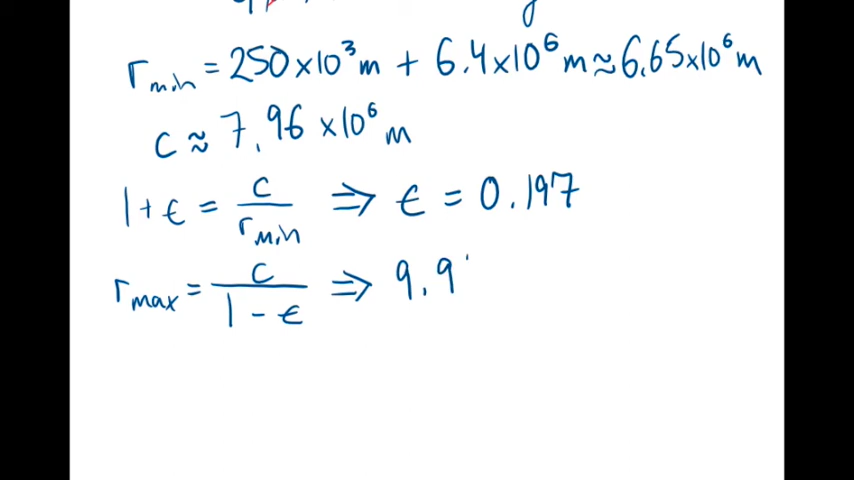 r_min = 250×10³m + 6.4×10⁶m ≈ 6.65×10⁶m
c ≈ 7.96 ×10⁶ m
1+ε = c/r_min ⇒ ε = 0.197
r_max = c/(1-ε) ⇒ 9.9